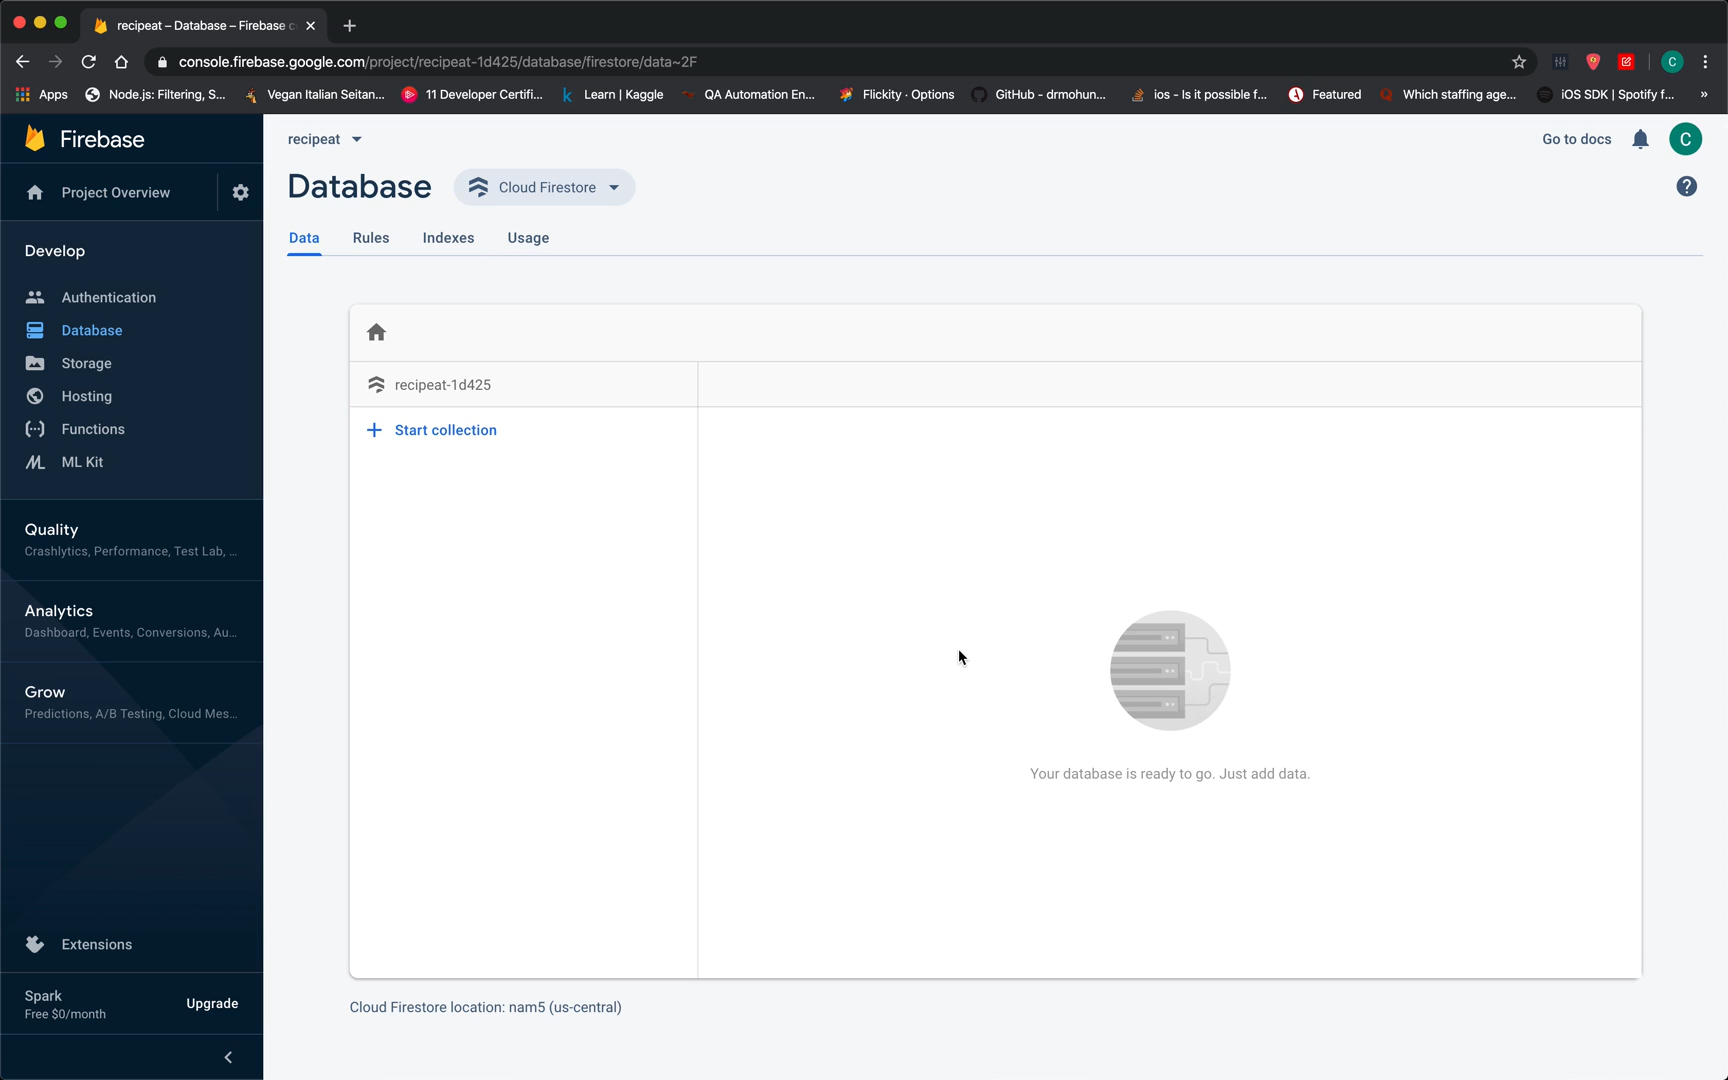 recipeat – Database – Firebase c
console.firebase.google.com/project/recipeat-1d425/database/firestore/data~2F
C
Apps
Node.js: Filtering, S...
Vegan Italian Seitan...
11 Developer Certifi...
Learn | Kaggle
QA Automation En...
Flickity · Options
GitHub - drmohun...
ios - Is it possible f...
Featured
Which staffing age...
iOS SDK | Spotify f...
»
Firebase
recipeat
Go to docs
C
Project Overview
Database
Cloud Firestore
?
Data
Rules
Indexes
Usage
Develop
Authentication
Database
Storage
Hosting
Functions
ML Kit
recipeat-1d425
Start collection
Quality
Crashlytics, Performance, Test Lab, ...
Analytics
Dashboard, Events, Conversions, Au...
Grow
Predictions, A/B Testing, Cloud Mes...
Your database is ready to go. Just add data.
Extensions
Spark
Free $0/month
Upgrade
Cloud Firestore location: nam5 (us-central)